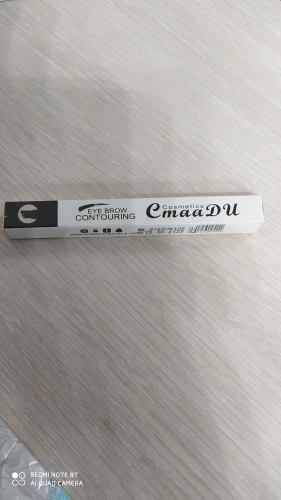 C
EYE BROW
CONTOURING
Cosmetics
CmaaDU
REDMI NOTE 8T
AI QUAD CAMERA